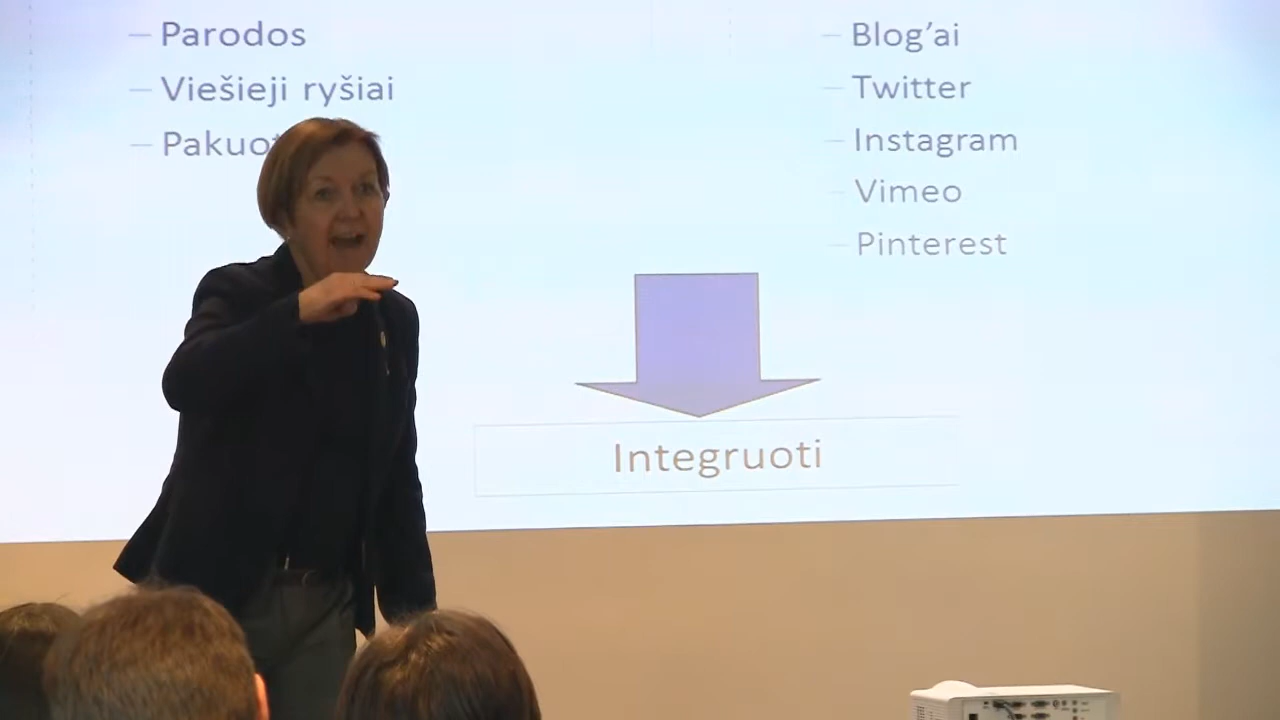 – Parodos
– Viešieji ryšiai
– Blog’ai
– Twitter
– Instagram
– Vimeo
– Pinterest
Integruoti